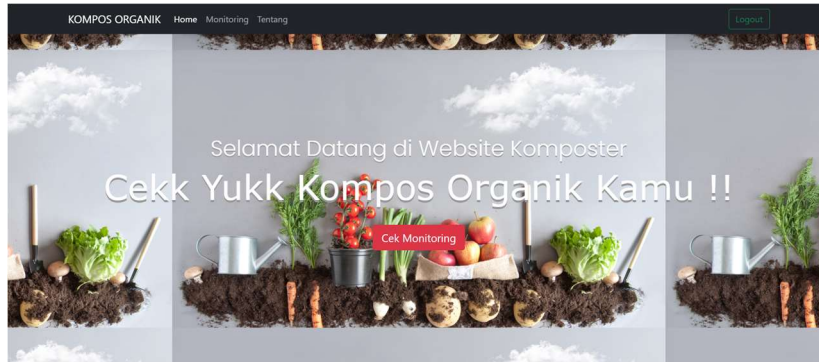 KOMPOS ORGANIK Home Monitoring Tentang Logout
Selamat Datang di Website Komposter
Cekk Yukk Kompos Organik Kamu !!
Cek Monitoring